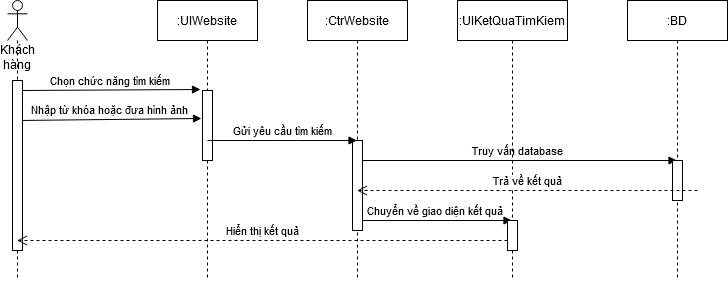 :UIWebsite
:CtrWebsite
:UIKetQuaTimKiem
:BD
Khách
hàng
Chọn chức năng tìm kiếm
Nhập từ khóa hoặc đưa hình ảnh
Gửi yêu cầu tìm kiếm
Truy vấn database
Trả về kết quả
Chuyển về giao diện kết quả
Hiển thị kết quả